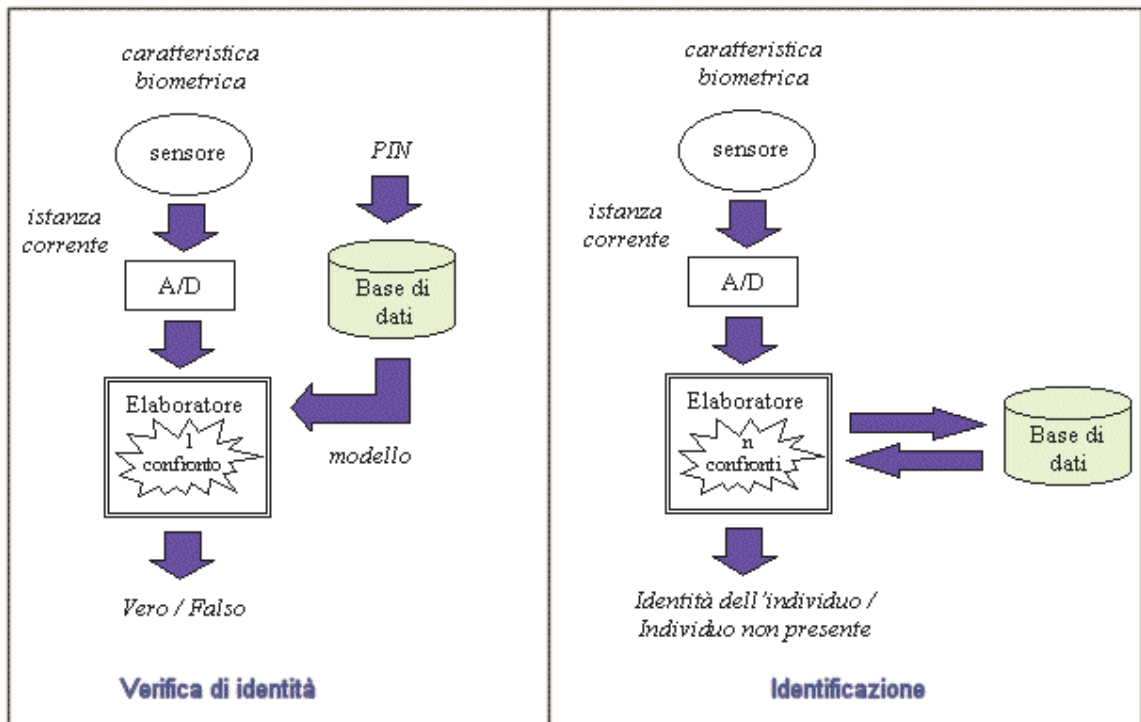 caratteristica
biometrica
sensore
PIN
istanza
corrente
A/D
Base di
dati
Elaboratore
1
confronto
modello
Vero / Falso
Verifica di identità
caratteristica
biometrica
sensore
istanza
corrente
A/D
Elaboratore
n
confronti
Base di
dati
Identità dell'individuo /
Individuo non presente
Identificazione